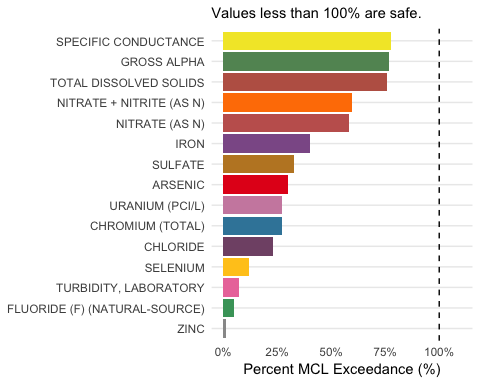 Values less than 100% are safe.
SPECIFIC CONDUCTANCE
GROSS ALPHA
TOTAL DISSOLVED SOLIDS
NITRATE + NITRITE (AS N)
NITRATE (AS N)
IRON
SULFATE
ARSENIC
URANIUM (PCI/L)
CHROMIUM (TOTAL)
CHLORIDE
SELENIUM
TURBIDITY, LABORATORY
FLUORIDE (F) (NATURAL-SOURCE)
ZINC
0% 25% 50% 75% 100%
Percent MCL Exceedance (%)